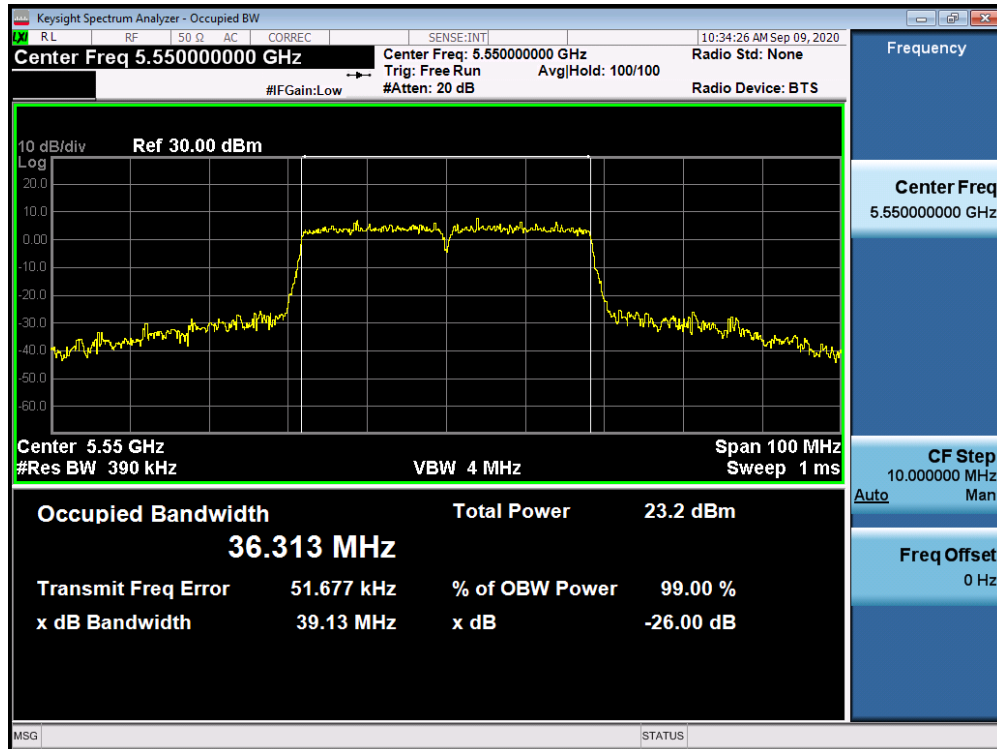 Keysight Spectrum Analyzer - Occupied BW
LXI RL RF 50 Ω AC CORREC SENSE:INT 10:34:26 AM Sep 09, 2020
Center Freq 5.550000000 GHz
Center Freq: 5.550000000 GHz
Radio Std: None
Trig: Free Run Avg|Hold: 100/100
#IFGain:Low #Atten: 20 dB Radio Device: BTS
10 dB/div Ref 30.00 dBm
Log
20.0
10.0
0.00
-10.0
-20.0
-30.0
-40.0
-50.0
-60.0
Center 5.55 GHz Span 100 MHz
#Res BW 390 kHz VBW 4 MHz Sweep 1 ms
Occupied Bandwidth Total Power 23.2 dBm
36.313 MHz
Transmit Freq Error 51.677 kHz % of OBW Power 99.00 %
x dB Bandwidth 39.13 MHz x dB -26.00 dB
MSG STATUS
Frequency
Center Freq
5.550000000 GHz
CF Step
10.000000 MHz
Auto Man
Freq Offset
0 Hz